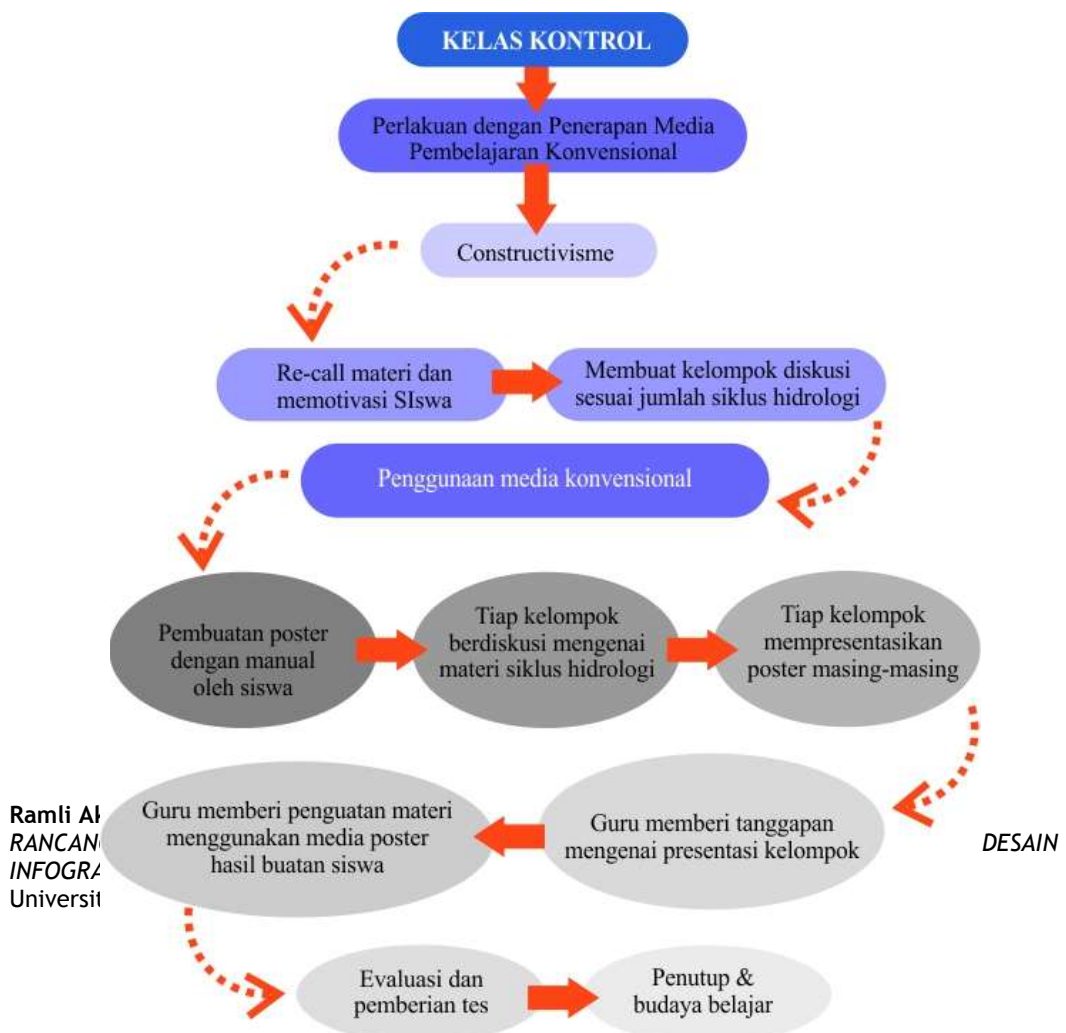 KELAS KONTROL
Perlakuan dengan Penerapan Media
Pembelajaran Konvensional
Constructivisme
Re-call materi dan
memotivasi SIswa
Membuat kelompok diskusi
sesuai jumlah siklus hidrologi
Penggunaan media konvensional
Pembuatan poster
dengan manual
oleh siswa
Tiap kelompok
berdiskusi mengenai
materi siklus hidrologi
Tiap kelompok
mempresentasikan
poster masing-masing
Guru memberi tanggapan
mengenai presentasi kelompok
Guru memberi penguatan materi
menggunakan media poster
hasil buatan siswa
Ramli
DESAIN
Evaluasi dan
pemberian tes
Penutup &
budaya belajar